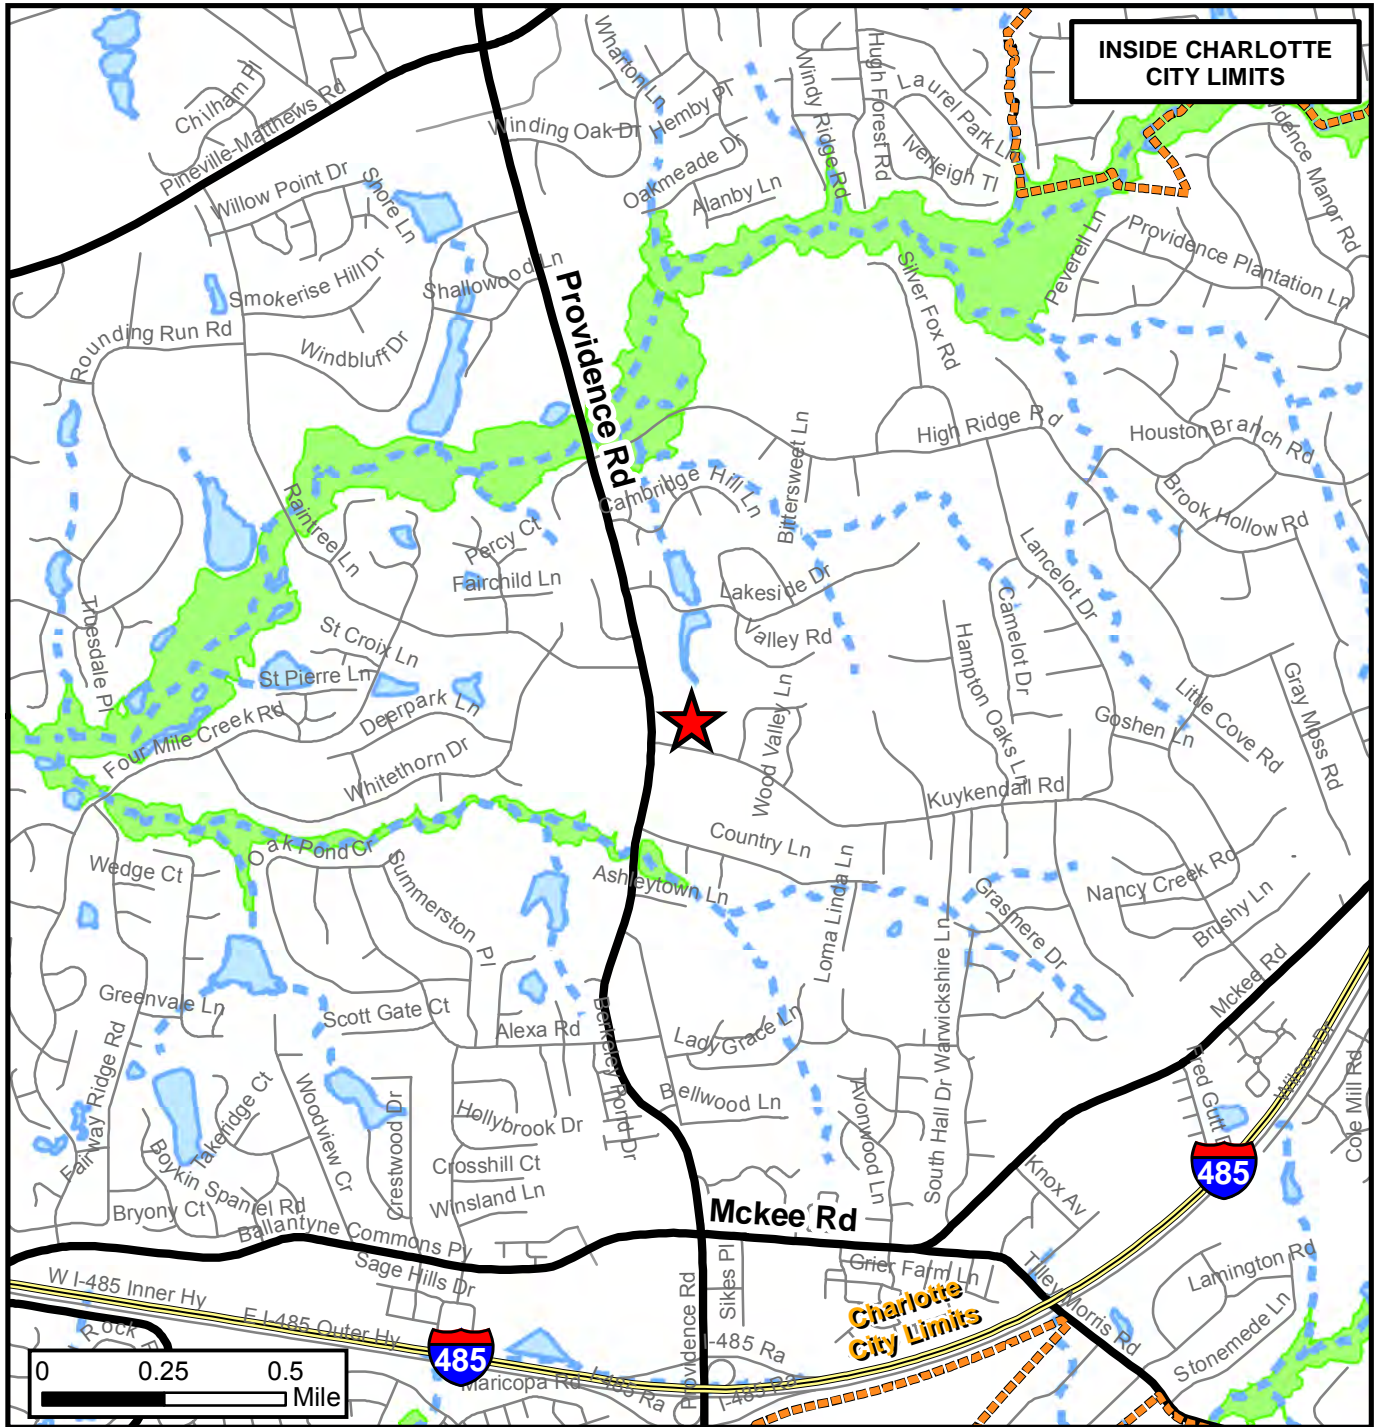 INSIDE CHARLOTTE
CITY LIMITS
Chilham Pl
Pineville-Matthews Rd
Wharton Ln
Hemby Pl
Winding Oak Dr
Windy Ridge Rd
Hugh Forest Rd
Laurel Park Ln
Iverleigh Tl
Oakmeade Dr
Alanby Ln
Willow Point Dr
Shore Ln
Providence Plantation Ln
Peverell Ln
Shallowood Ln
Smokerise Hill Dr
Silver Fox Rd
Rounding Run Rd
Windbluff Dr
Providence Rd
High Ridge Rd
Houston Branch Rd
Bittersweet Ln
Cambridge Hill Ln
Brook Hollow Rd
Raintree Ln
Percy Ct
Fairchild Ln
Lancelot Dr
Lakeside Dr
Camelot Dr
Truesdale Pl
St Croix Ln
Valley Rd
Hampton Oaks Ln
St Pierre Ln
Gray Moss Rd
Little Cove Rd
Deerpark Ln
Wood Valley Ln
Goshen Ln
Four Mile Creek Rd
Whitethorn Dr
Kuykendall Rd
Country Ln
Oak Pond Cr
Wedge Ct
Summerston Pl
Ashleytown Ln
Loma Linda Ln
Nancy Creek Rd
Grasmere Dr
Brushy Ln
Mckee Rd
Greenvale Ln
Scott Gate Ct
Alexa Rd
Lady Grace Ln
South Hall Dr Warwickshire Ln
Berkeley Pond Dr
Fairway Ridge Rd
Cole Mill Rd
Woodview Cr
Crestwood Dr
Bellwood Ln
Avonwood Ln
Hollybrook Dr
Boykin Spaniel Rd
Crosshill Ct
485
Knox Av
Winsland Ln
Bryony Ct
Mckee Rd
Ballantyne Commons Py
Sage Hills Dr
Grier Farm Ln
Lamington Rd
Sikes Pl
Tilley Morris Rd
W I-485 Inner Hy
Charlotte
City Limits
Providence Rd
E I-485 Outer Hy
Stonemede Ln
I-485 Ra
485
Maricopa Rd
I-485 Ra
I-485 Ra
0 0.25 0.5
Mile